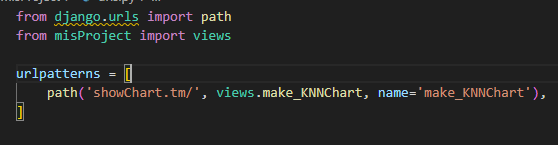 from django.urls import path
from misProject import views
urlpatterns = [
path('showChart.tm/', views.make_KNNChart, name='make_KNNChart'),
]